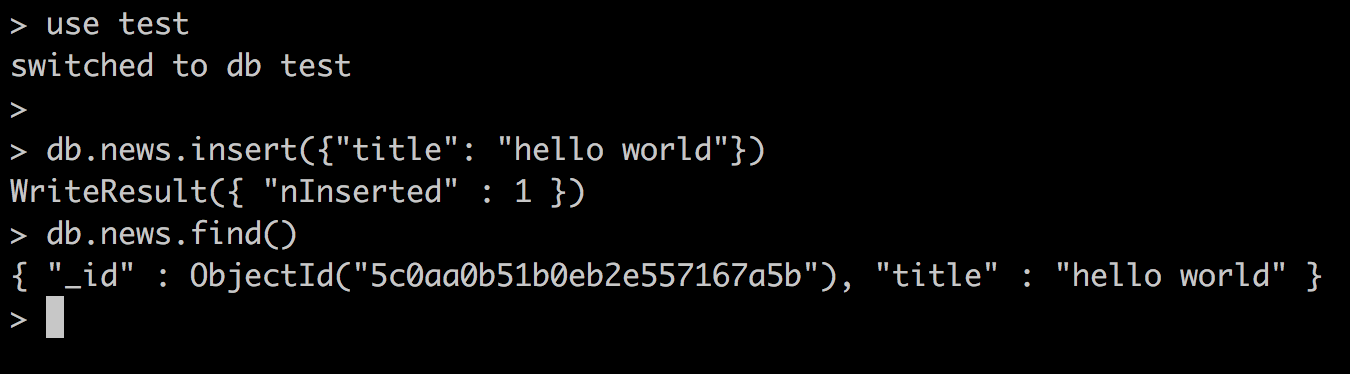 > use test
switched to db test
>
> db.news.insert({"title": "hello world"})
WriteResult({ "nInserted" : 1 })
> db.news.find()
{ "_id" : ObjectId("5c0aa0b51b0eb2e557167a5b"), "title" : "hello world" }
>